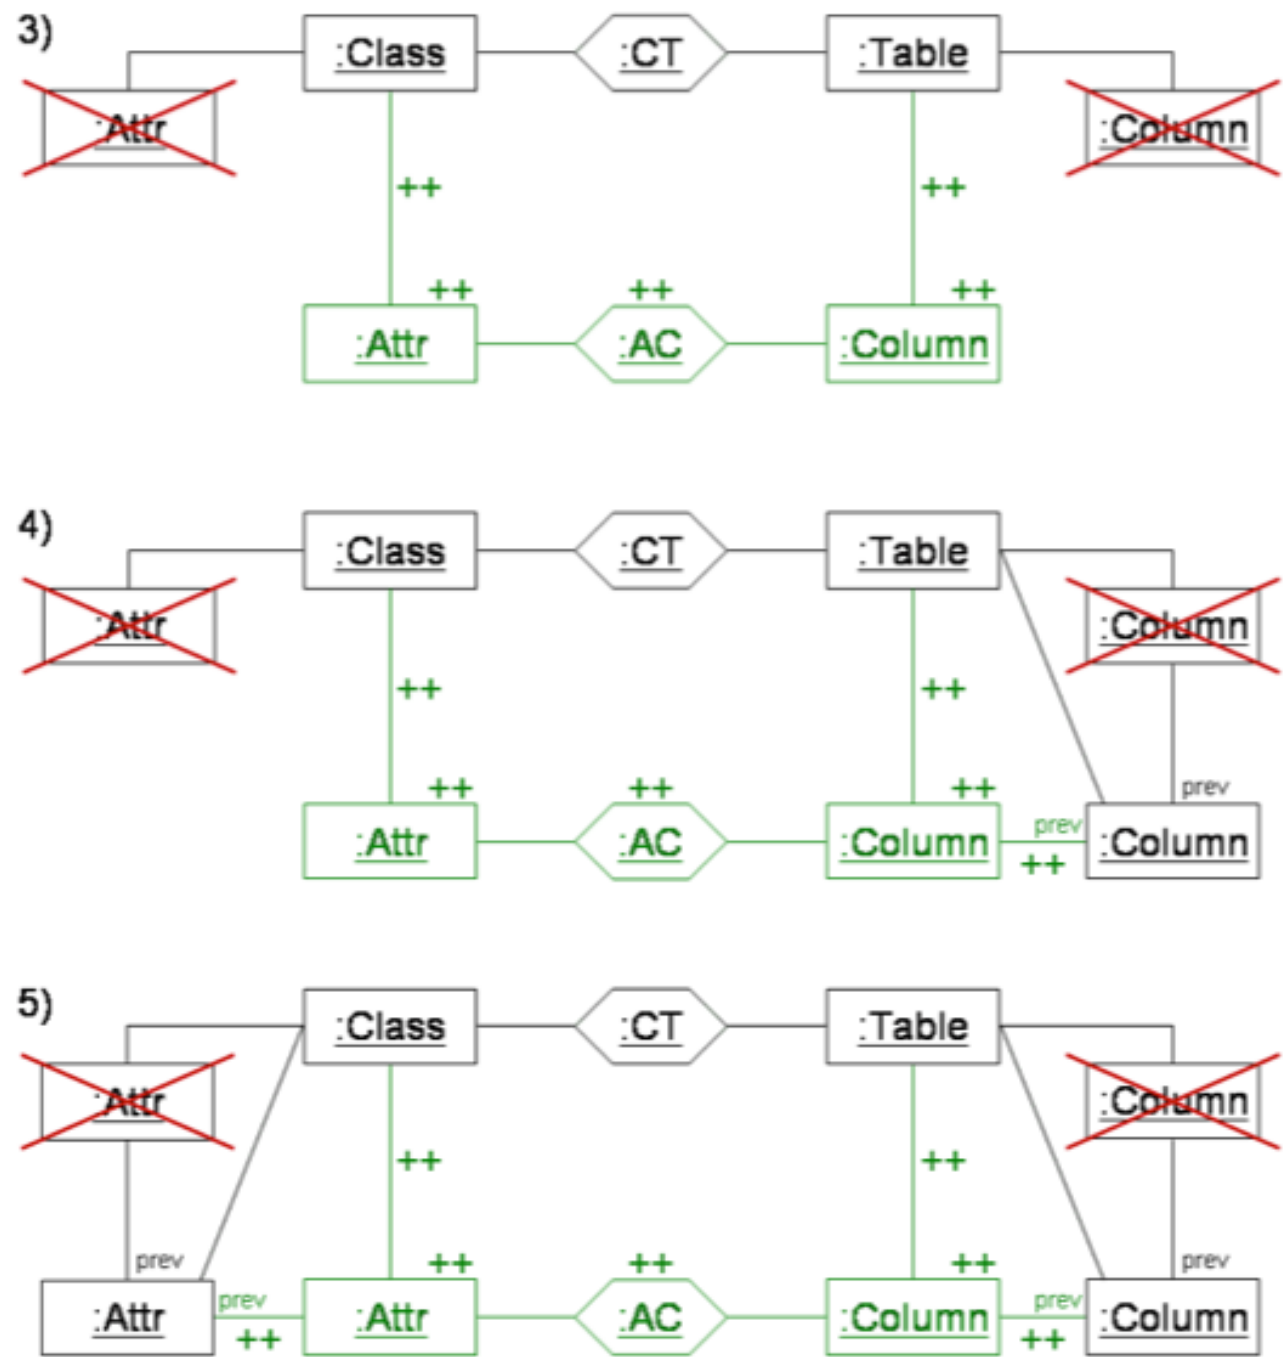 3)
:Class :CT :Table
:Attr :Column
++ ++
++ ++ ++
:Attr :AC :Column
4)
:Class :CT :Table
:Attr :Column
++ ++
++ ++ ++ prev
prev
:Attr :AC :Column :Column
++
5)
:Class :CT :Table
:Attr :Column
++ ++
prev ++ ++ ++ prev
prev prev
:Attr :Attr :AC :Column :Column
++ ++